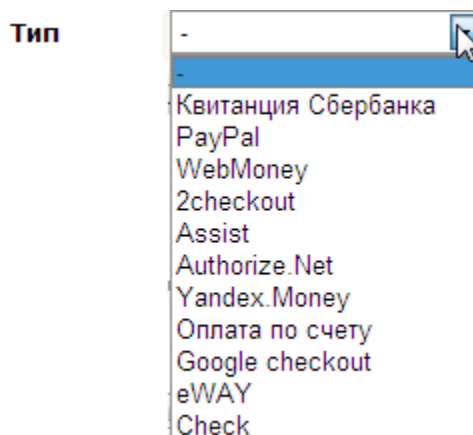 Тип
-
-
Квитанция Сбербанка
PayPal
WebMoney
2checkout
Assist
Authorize.Net
Yandex.Money
Оплата по счету
Google checkout
eWAY
Check